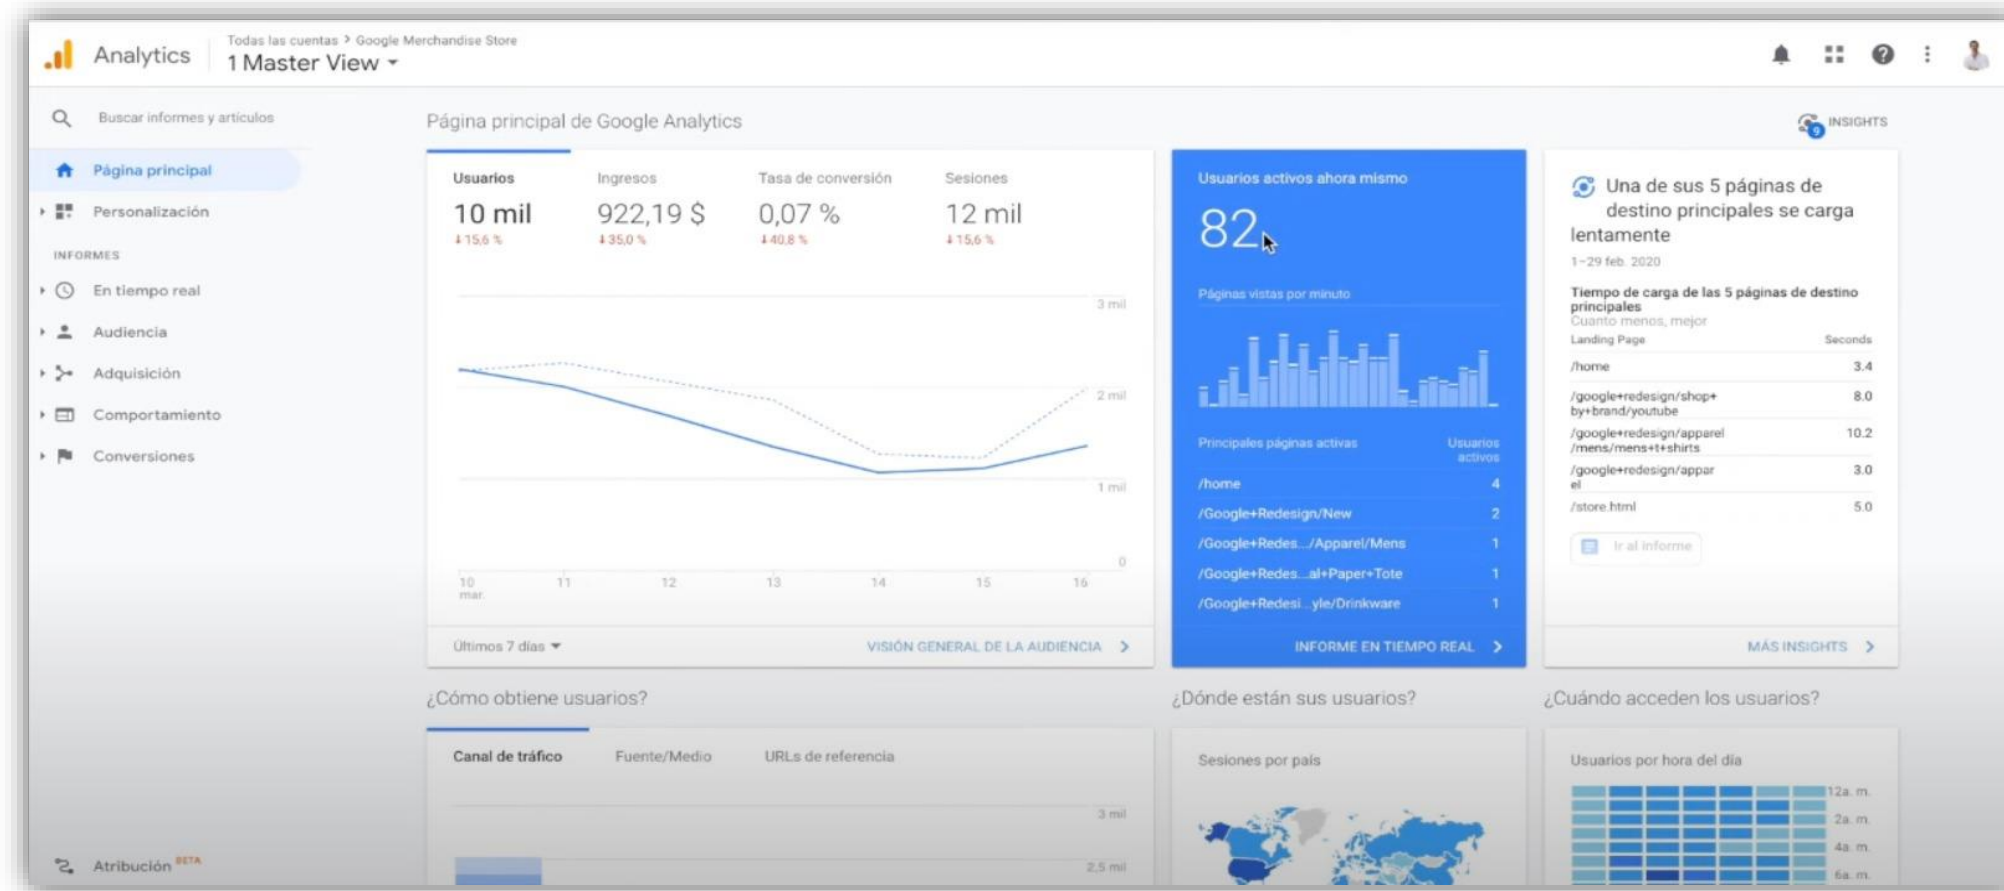 Analytics
Todas las cuentas > Google Merchandise Store
1 Master View
Buscar informes y artículos
Página principal
Personalización
INFORMES
En tiempo real
Audiencia
Adquisición
Comportamiento
Conversiones
Atribución BETA
Página principal de Google Analytics
9 INSIGHTS
Usuarios Ingresos Tasa de conversión Sesiones
10 mil 922,19 $ 0,07 % 12 mil
↓15,6 % ↓35,0 % ↓40,8 % ↓15,6 %
3 mil
2 mil
1 mil
0
10 11 12 13 14 15 16
mar.
Últimos 7 días VISIÓN GENERAL DE LA AUDIENCIA >
Usuarios activos ahora mismo
82
Páginas vistas por minuto
Principales páginas activas Usuarios
activos
/home 4
/Google+Redesign/New 2
/Google+Redes.../Apparel/Mens 1
/Google+Redes...al+Paper+Tote 1
/Google+Redesi...yle/Drinkware 1
INFORME EN TIEMPO REAL >
Una de sus 5 páginas de
destino principales se carga
lentamente
1–29 feb. 2020
Tiempo de carga de las 5 páginas de destino
principales
Cuanto menos, mejor
Landing Page Seconds
/home 3.4
/google+redesign/shop+ 8.0
by+brand/youtube
/google+redesign/apparel 10.2
/mens/mens+t+shirts
/google+redesign/appar 3.0
el
/store.html 5.0
Ir al informe
MÁS INSIGHTS >
¿Cómo obtiene usuarios?
Canal de tráfico Fuente/Medio URLs de referencia
3 mil
2,5 mil
¿Dónde están sus usuarios?
Sesiones por país
¿Cuándo acceden los usuarios?
Usuarios por hora del día
12a. m.
2a. m.
4a. m.
6a. m.